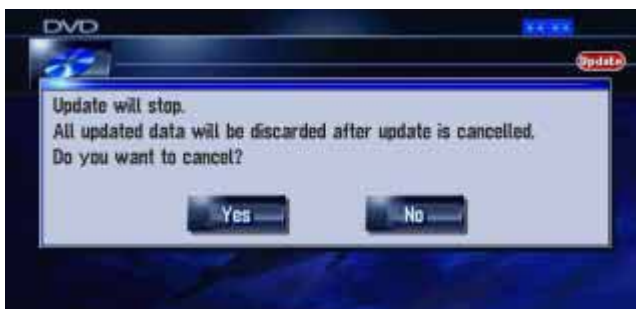 DVD
Update
Update will stop.
All updated data will be discarded after update is cancelled.
Do you want to cancel?
Yes
No